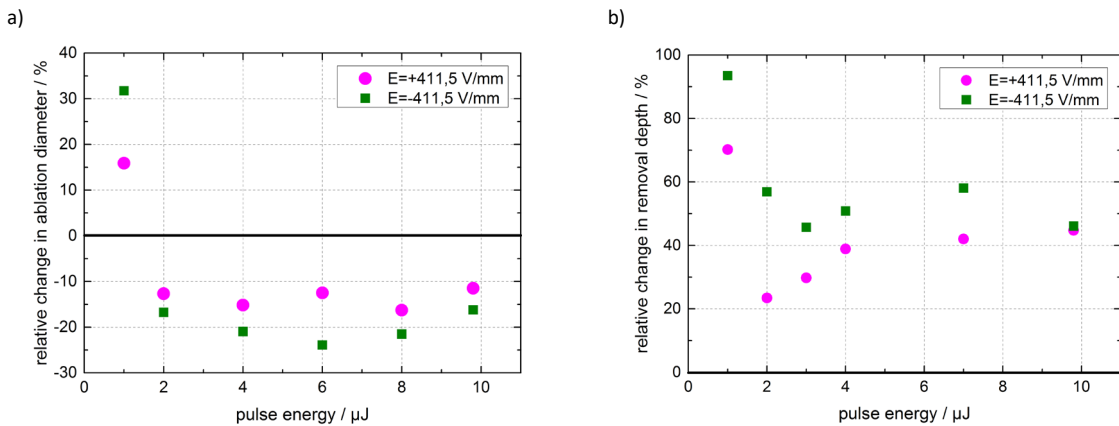 a)
relative change in ablation diameter / %
40
30
20
10
0
-10
-20
-30
0 2 4 6 8 10
pulse energy / µJ
E=+411,5 V/mm
E=-411,5 V/mm
b)
relative change in removal depth / %
100
80
60
40
20
0
0 2 4 6 8 10
pulse energy / µJ
E=+411,5 V/mm
E=-411,5 V/mm